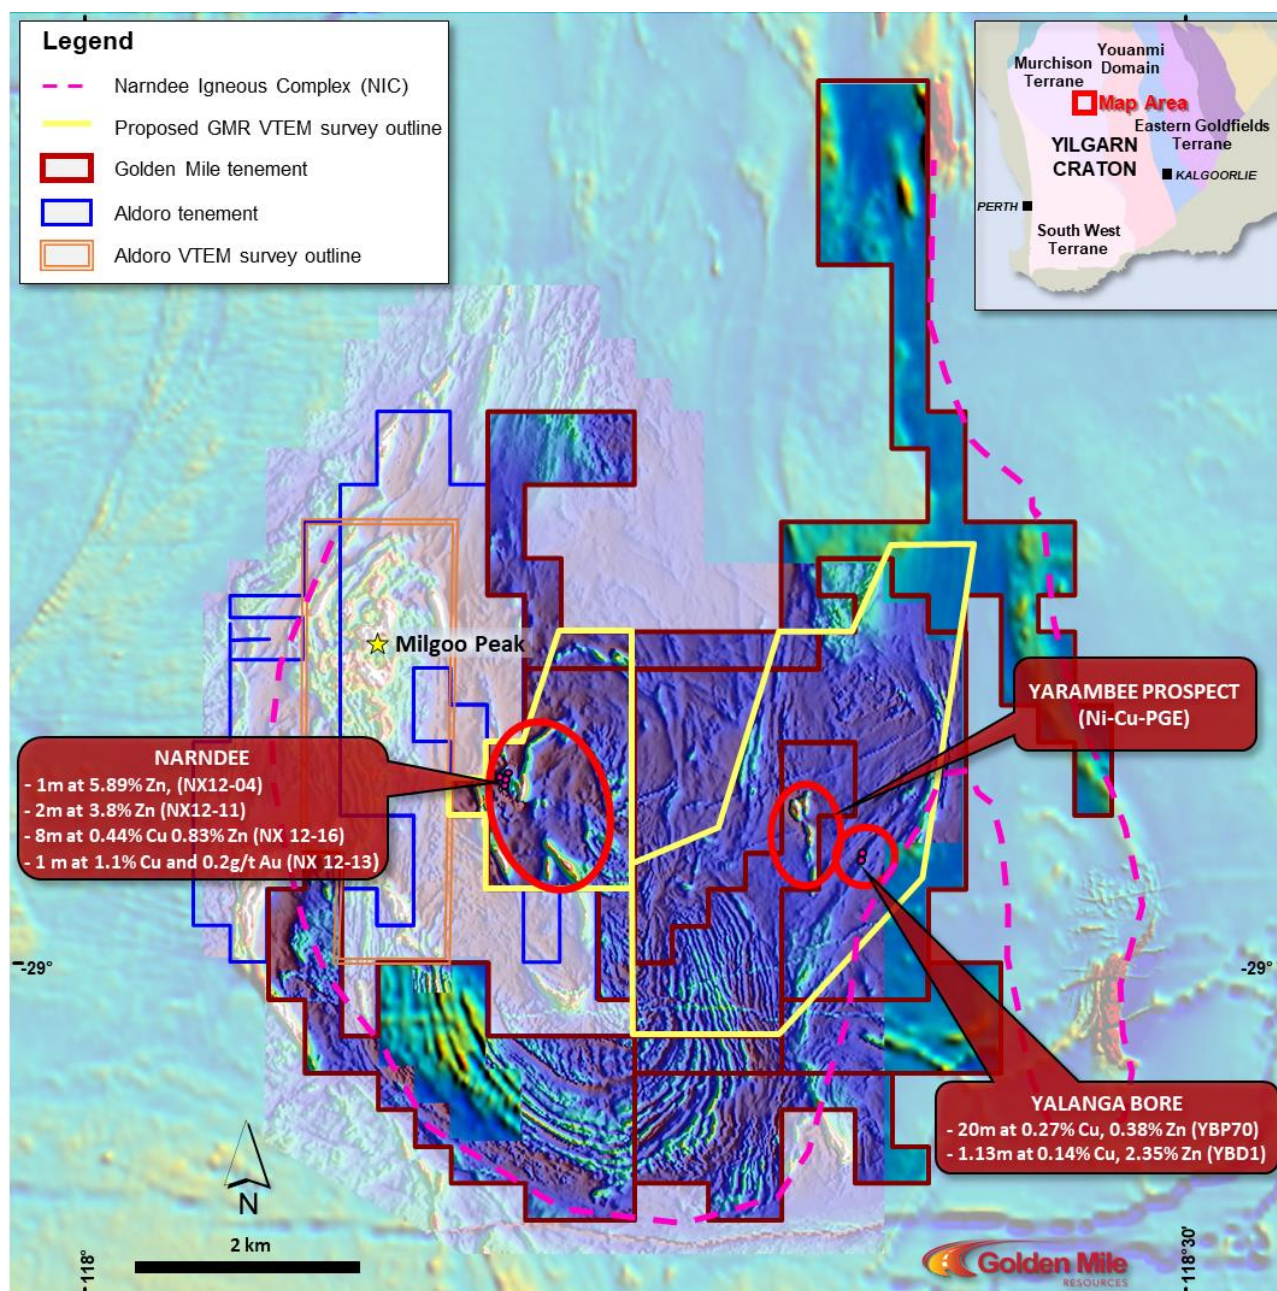 Legend
Narndee Igneous Complex (NIC)
Proposed GMR VTEM survey outline
Golden Mile tenement
Aldoro tenement
Aldoro VTEM survey outline
Murchison
Terrane
Youanmi
Domain
Map Area
Eastern Goldfields
Terrane
YILGARN
CRATON
KALGOORLIE
PERTH
South West
Terrane
Milgoo Peak
YARAMBEE PROSPECT
(Ni-Cu-PGE)
NARNDEE
- 1m at 5.89% Zn, (NX12-04)
- 2m at 3.8% Zn (NX12-11)
- 8m at 0.44% Cu 0.83% Zn (NX 12-16)
- 1 m at 1.1% Cu and 0.2g/t Au (NX 12-13)
-29°
-29°
YALANGA BORE
- 20m at 0.27% Cu, 0.38% Zn (YBP70)
- 1.13m at 0.14% Cu, 2.35% Zn (YBD1)
N
2 km
118°
118°30'
Golden Mile
RESOURCES